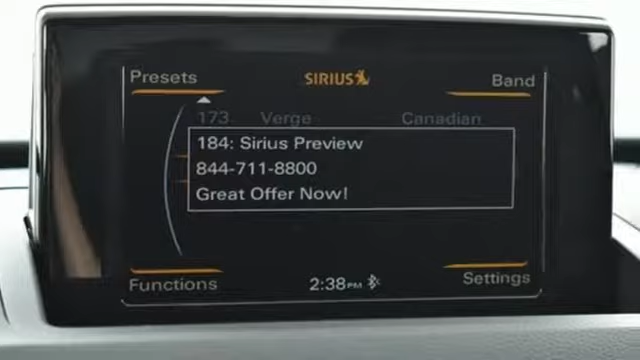 Presets SIRIUS Band
173 Verge Canadian
184: Sirius Preview
844-711-8800
Great Offer Now!
Functions 2:38PM Settings